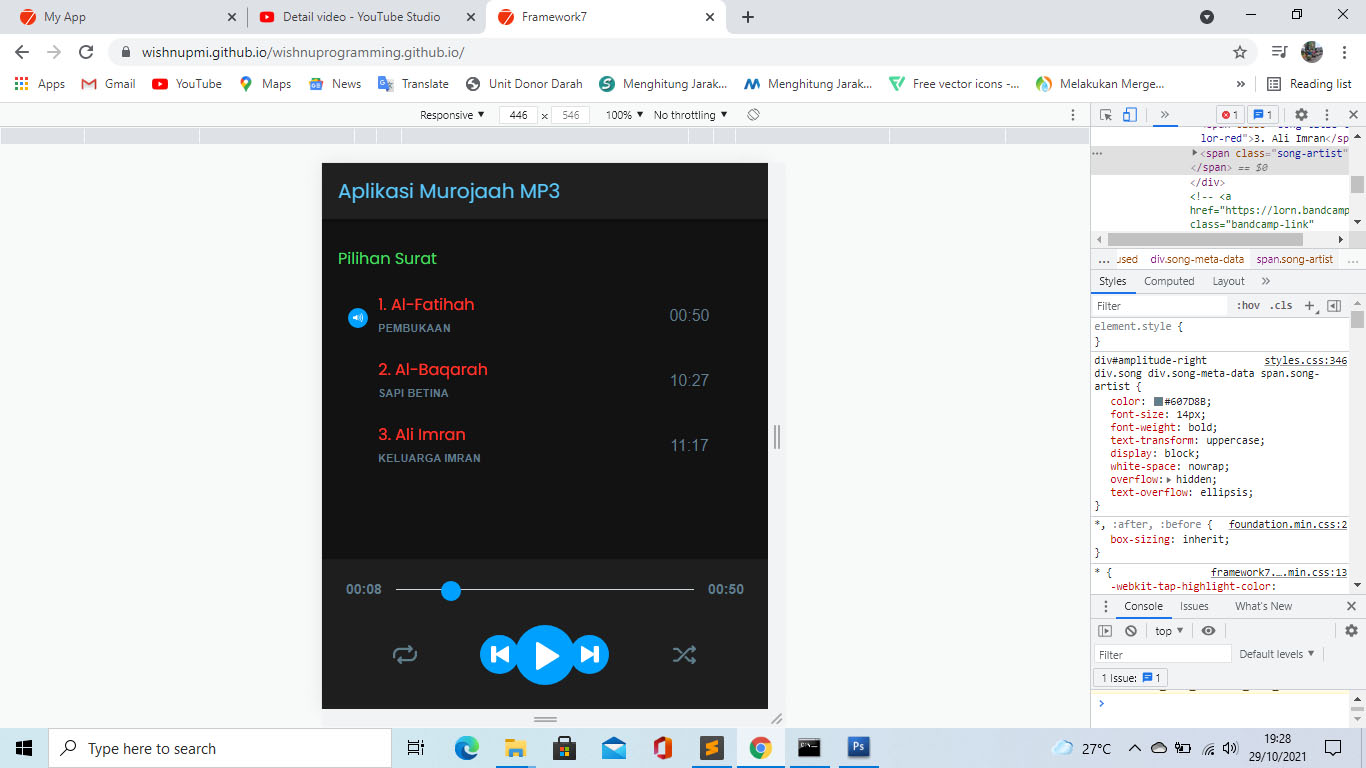 My App
Detail video - YouTube Studio
Framework7
wishnupmi.github.io/wishnuprogramming.github.io/
Apps
Gmail
YouTube
Maps
News
Translate
Unit Donor Darah
Menghitung Jarak...
Menghitung Jarak...
Free vector icons -...
Melakukan Merge...
»
Reading list
Responsive ▼ 446 × 546 100% ▼ No throttling ▼
» 1 1
lor-red">3. Ali Imran</sp
… <span class="song-artist"
</span> == $0
</div>
<!-- <a
href="https://lorn.bandcamp
class="bandcamp-link"
… used div.song-meta-data span.song-artist …
Styles Computed Layout »
Filter :hov .cls +
element.style {
}
div#amplitude-right styles.css:346
div.song div.song-meta-data span.song-
artist {
color: #607D8B;
font-size: 14px;
font-weight: bold;
text-transform: uppercase;
display: block;
white-space: nowrap;
overflow: hidden;
text-overflow: ellipsis;
}
*, :after, :before { foundation.min.css:2
box-sizing: inherit;
}
* { framework7.….min.css:13
-webkit-tap-highlight-color:
Console Issues What's New
top ▼
Filter Default levels ▼
1 Issue: 1
>
Aplikasi Murojaah MP3
Pilihan Surat
1. Al-Fatihah
PEMBUKAAN
00:50
2. Al-Baqarah
SAPI BETINA
10:27
3. Ali Imran
KELUARGA IMRAN
11:17
00:08
00:50
Type here to search
27°C
19:28
29/10/2021